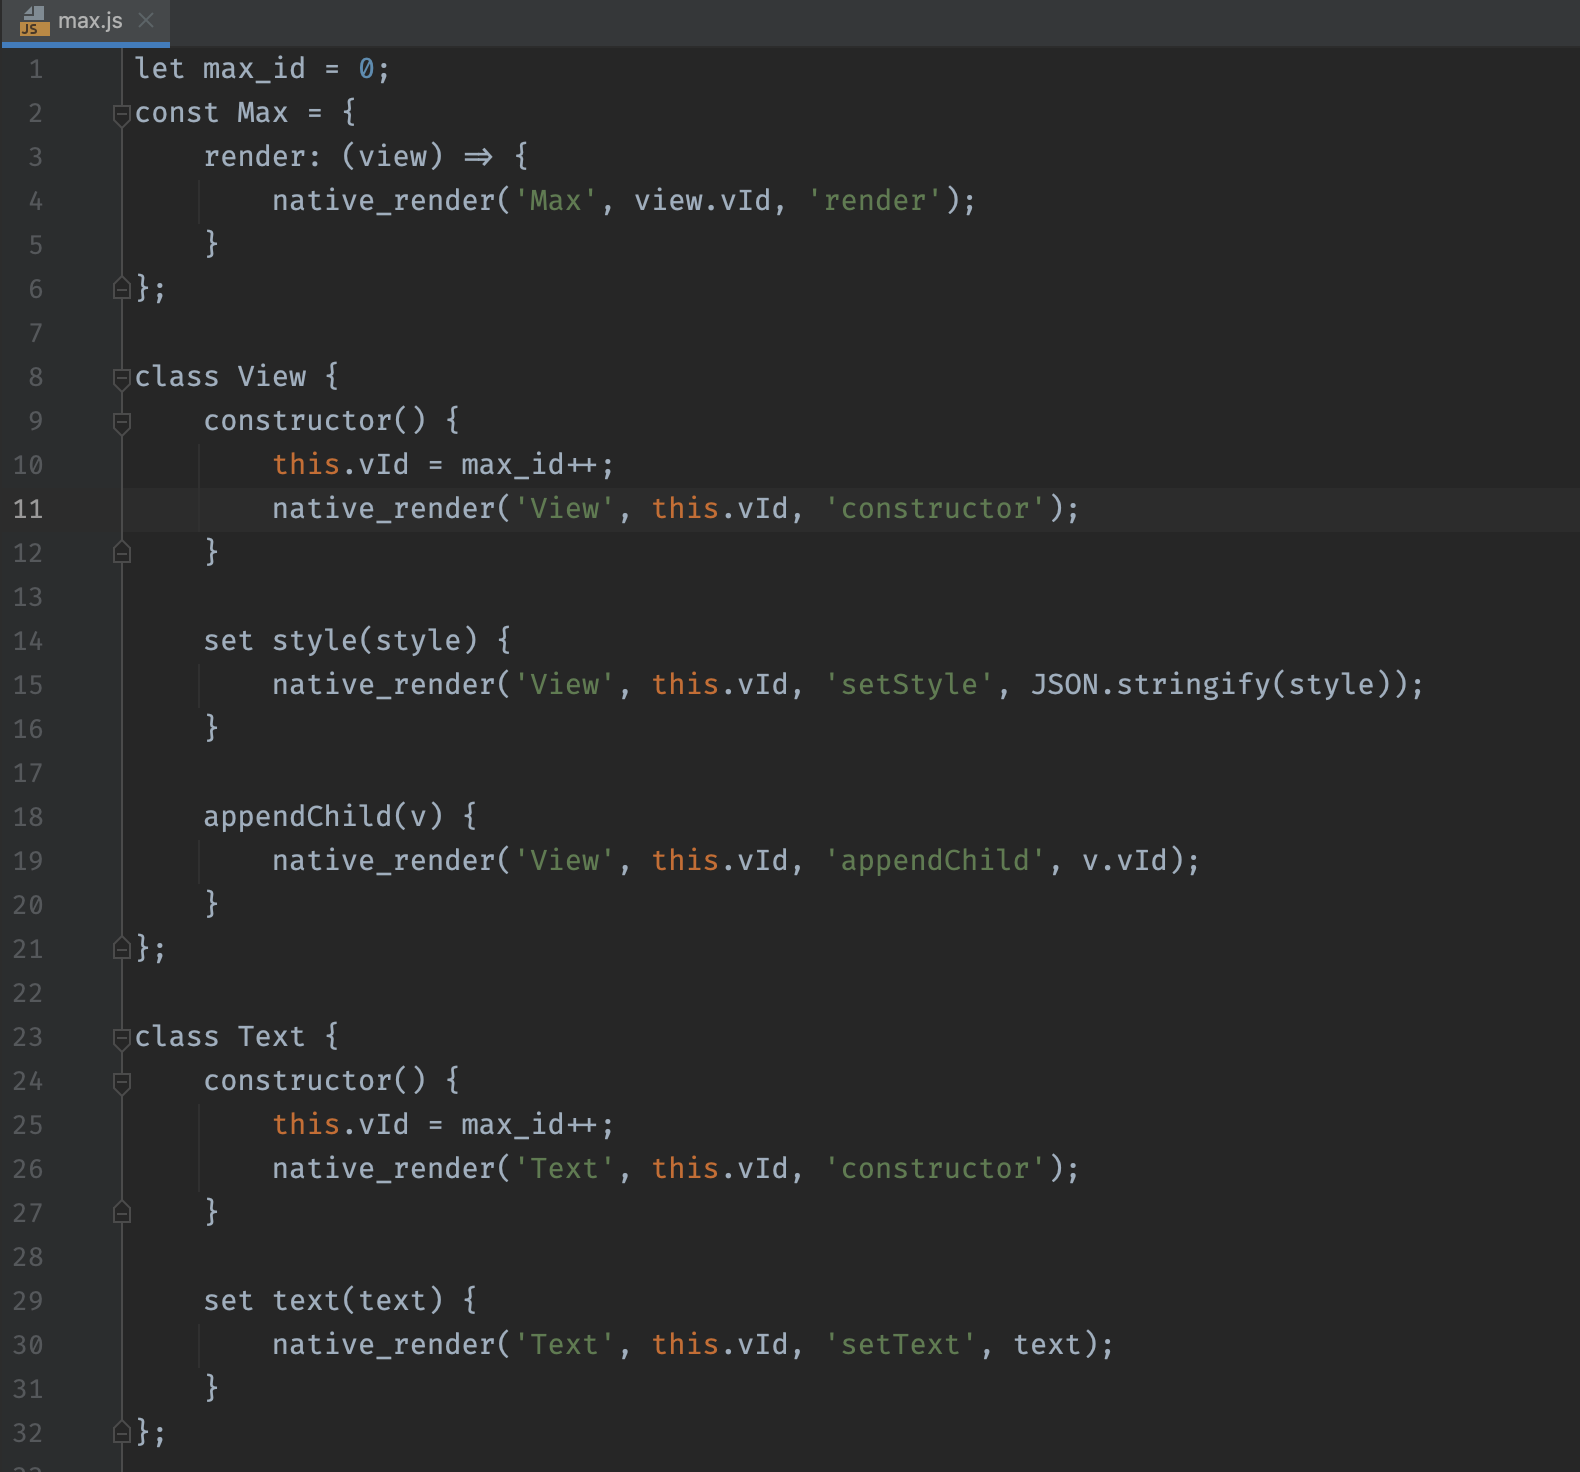 JS max.js
1 let max_id = 0;
2 const Max = {
3     render: (view) => {
4         native_render('Max', view.vId, 'render');
5     }
6 };
7
8 class View {
9     constructor() {
10         this.vId = max_id++;
11         native_render('View', this.vId, 'constructor');
12     }
13
14     set style(style) {
15         native_render('View', this.vId, 'setStyle', JSON.stringify(style));
16     }
17
18     appendChild(v) {
19         native_render('View', this.vId, 'appendChild', v.vId);
20     }
21 };
22
23 class Text {
24     constructor() {
25         this.vId = max_id++;
26         native_render('Text', this.vId, 'constructor');
27     }
28
29     set text(text) {
30         native_render('Text', this.vId, 'setText', text);
31     }
32 };